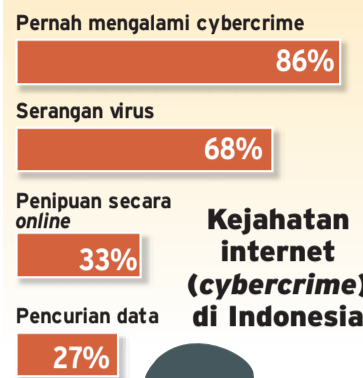 Pernah mengalami cybercrime
86%
Serangan virus
68%
Penipuan secara
online
33%
Kejahatan
internet
(cybercrime)
di Indonesia
Pencurian data
27%